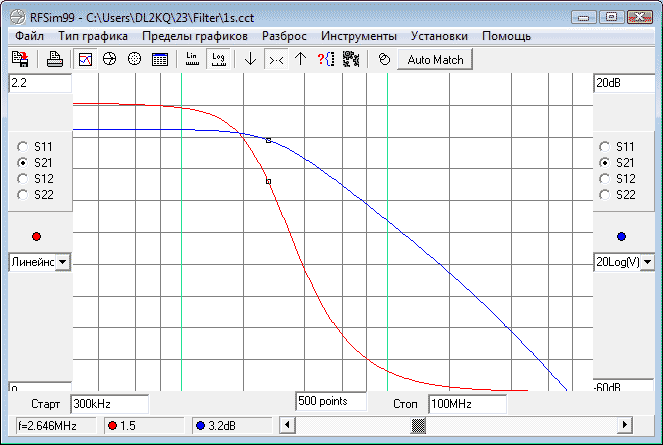 RFSim99 - C:\Users\DL2KQ\23\Filter\1s.cct
Файл Тип графика Пределы графиков Разброс Инструменты Установки Помощь
Lin Log Auto Match
2.2 20dB
S11 S11
S21 S21
S12 S12
S22 S22
Линейнс 20Log(V)
0 -60dB
Старт 300kHz 500 points Стоп 100MHz
f=2.646MHz 1.5 3.2dB